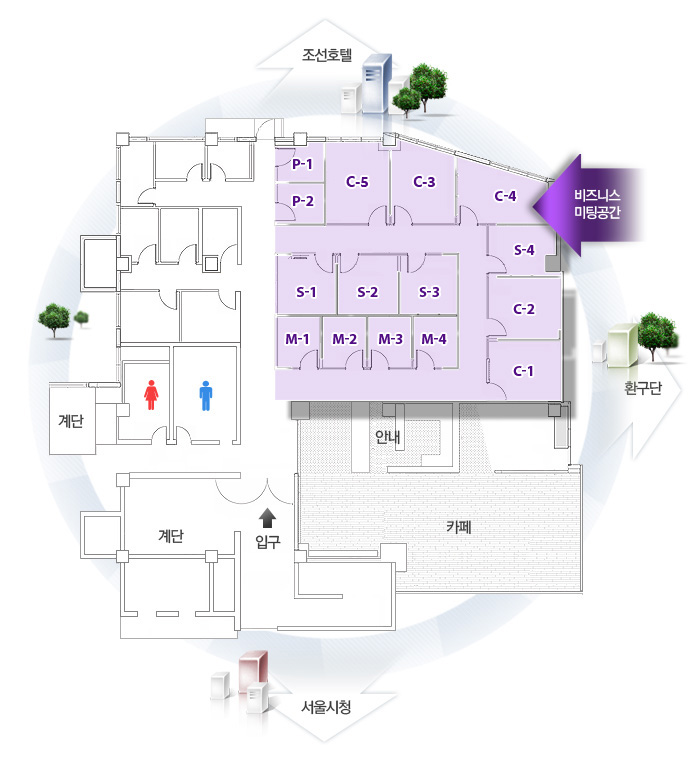 조선호텔
P-1
C-5
C-3
C-4
P-2
비즈니스
미팅공간
S-4
S-1
S-2
S-3
C-2
M-1
M-2
M-3
M-4
C-1
환구단
계단
안내
카페
계단
입구
서울시청